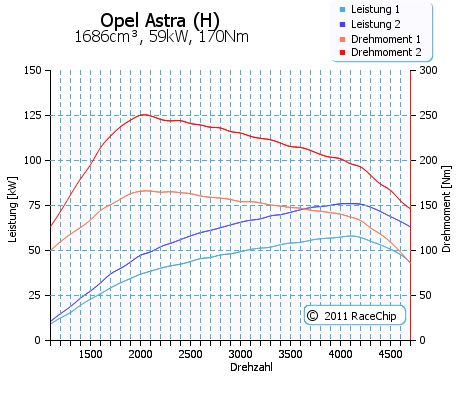 Opel Astra (H)
1686cm³, 59kW, 170Nm
Leistung 1
Leistung 2
Drehmoment 1
Drehmoment 2
150
125
100
75
50
25
0
Leistung [kW]
300
250
200
150
100
50
0
Drehmoment [Nm]
© 2011 RaceChip
1500 2000 2500 3000 3500 4000 4500
Drehzahl